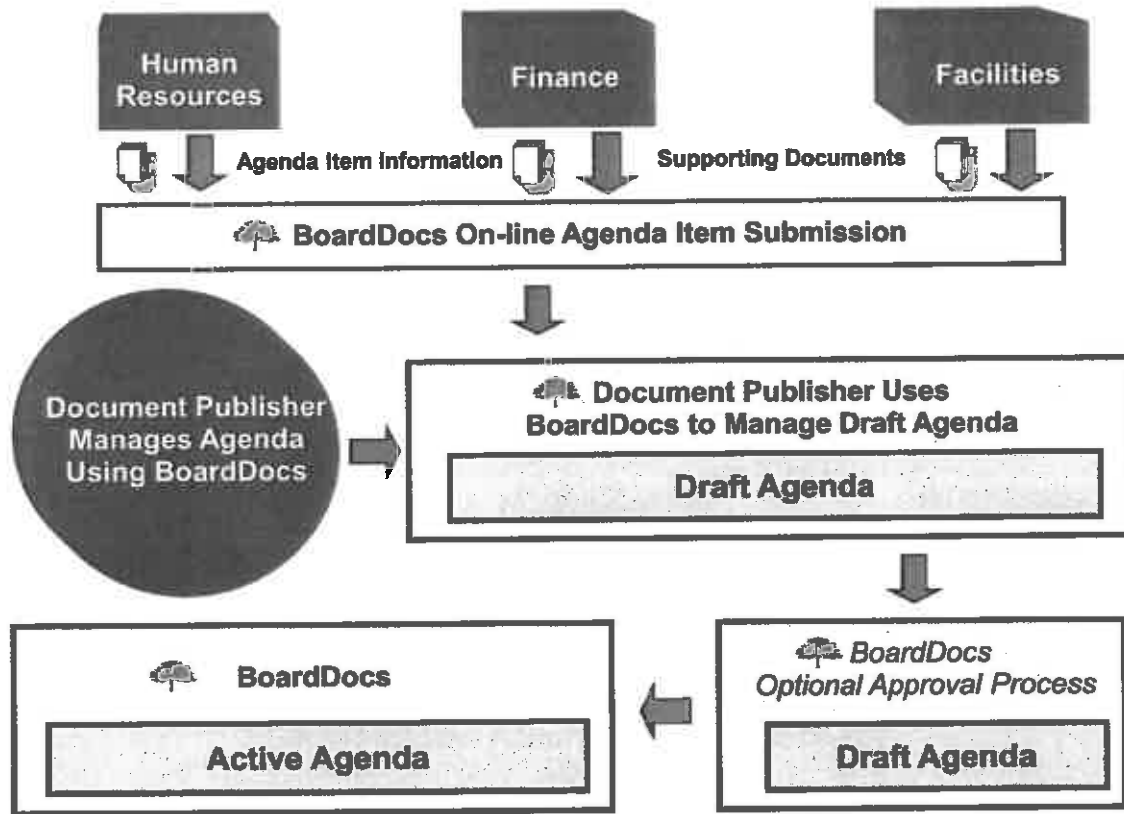 Human
Resources
Finance
Facilities
Agenda Item Information
Supporting Documents
BoardDocs On-line Agenda Item Submission
Document Publisher
Manages Agenda
Using BoardDocs
Document Publisher Uses
BoardDocs to Manage Draft Agenda
Draft Agenda
BoardDocs
Active Agenda
BoardDocs
Optional Approval Process
Draft Agenda